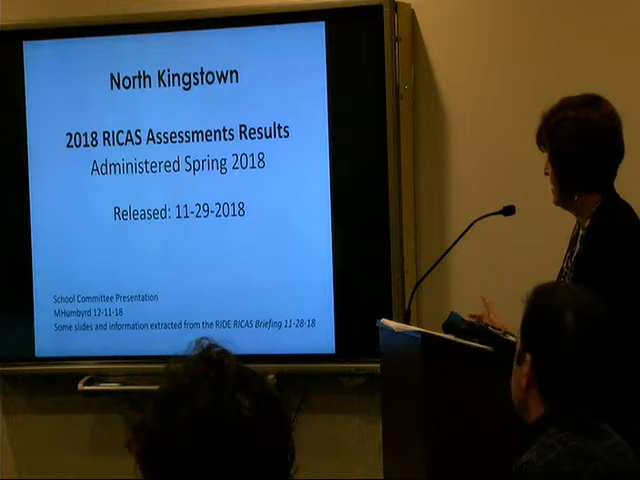 North Kingstown
2018 RICAS Assessments Results
Administered Spring 2018
Released: 11-29-2018
School Committee Presentation
MHumbyrd 12-11-18
Some slides and information extracted from the RIDE RICAS Briefing 11-28-18